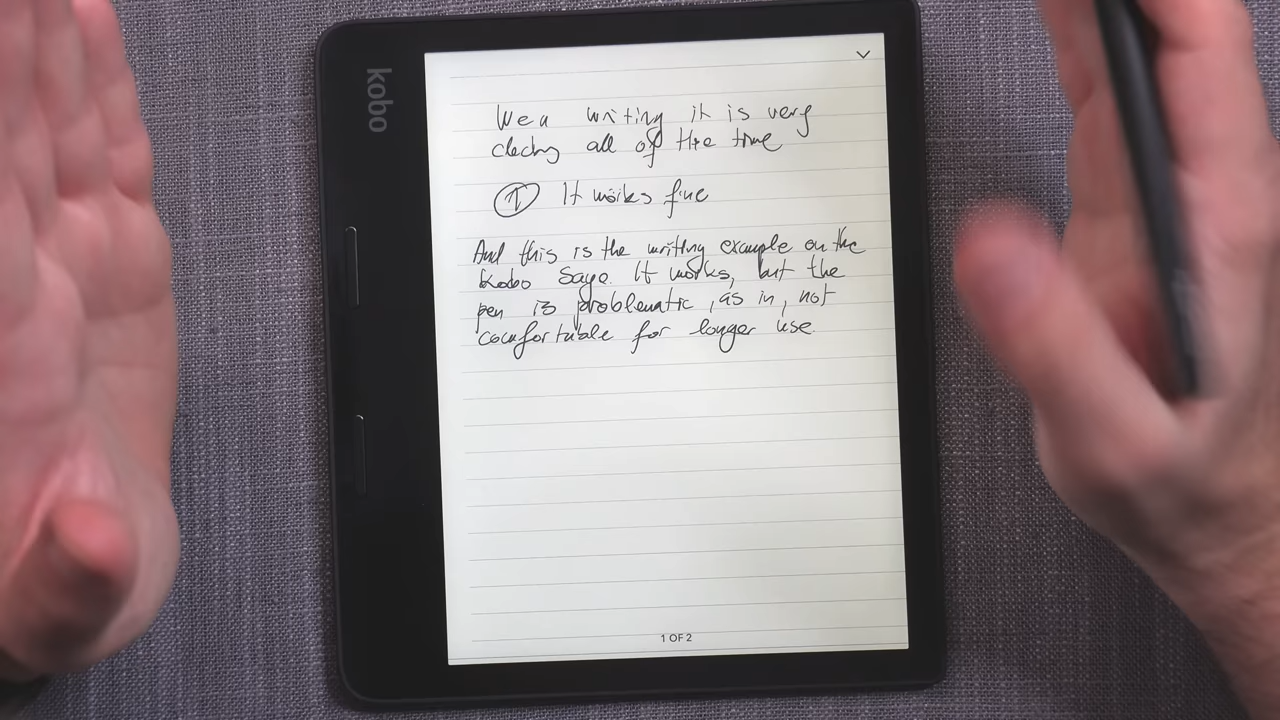 kobo
Wen writing it is very
clacky all of the time
↑ It works fine
And this is the writing example on the
kobo Sage. It works, but the
pen is problematic, as in, not
comfortable for longer use
1 OF 2